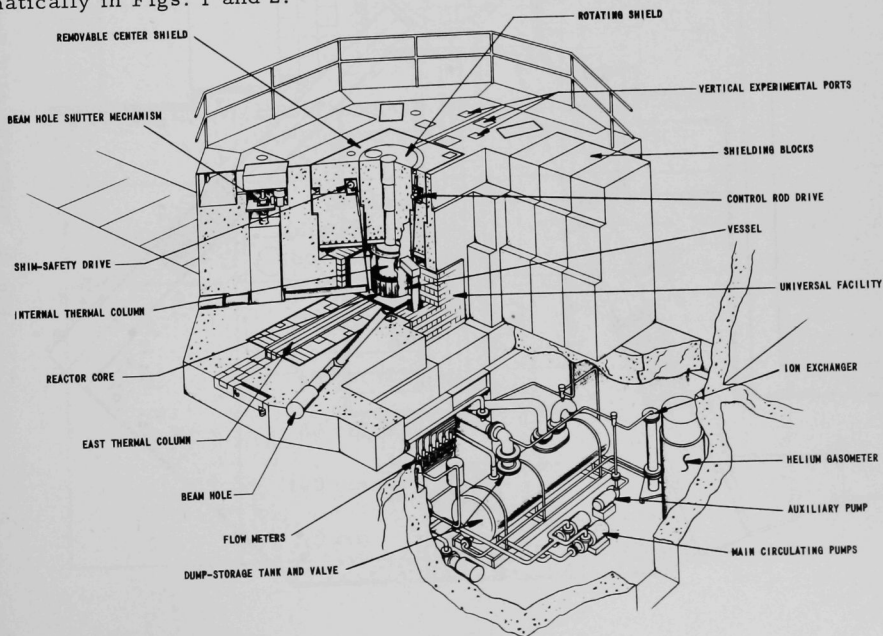 matically in Figs. 1 and 2.
ROTATING SHIELD
REMOVABLE CENTER SHIELD
VERTICAL EXPERIMENTAL PORTS
BEAM HOLE SHUTTER MECHANISM
SHIELDING BLOCKS
CONTROL ROD DRIVE
VESSEL
SHIM-SAFETY DRIVE
UNIVERSAL FACILITY
INTERNAL THERMAL COLUMN
ION EXCHANGER
REACTOR CORE
EAST THERMAL COLUMN
HELIUM GASOMETER
BEAM HOLE
AUXILIARY PUMP
FLOW METERS
MAIN CIRCULATING PUMPS
DUMP-STORAGE TANK AND VALVE